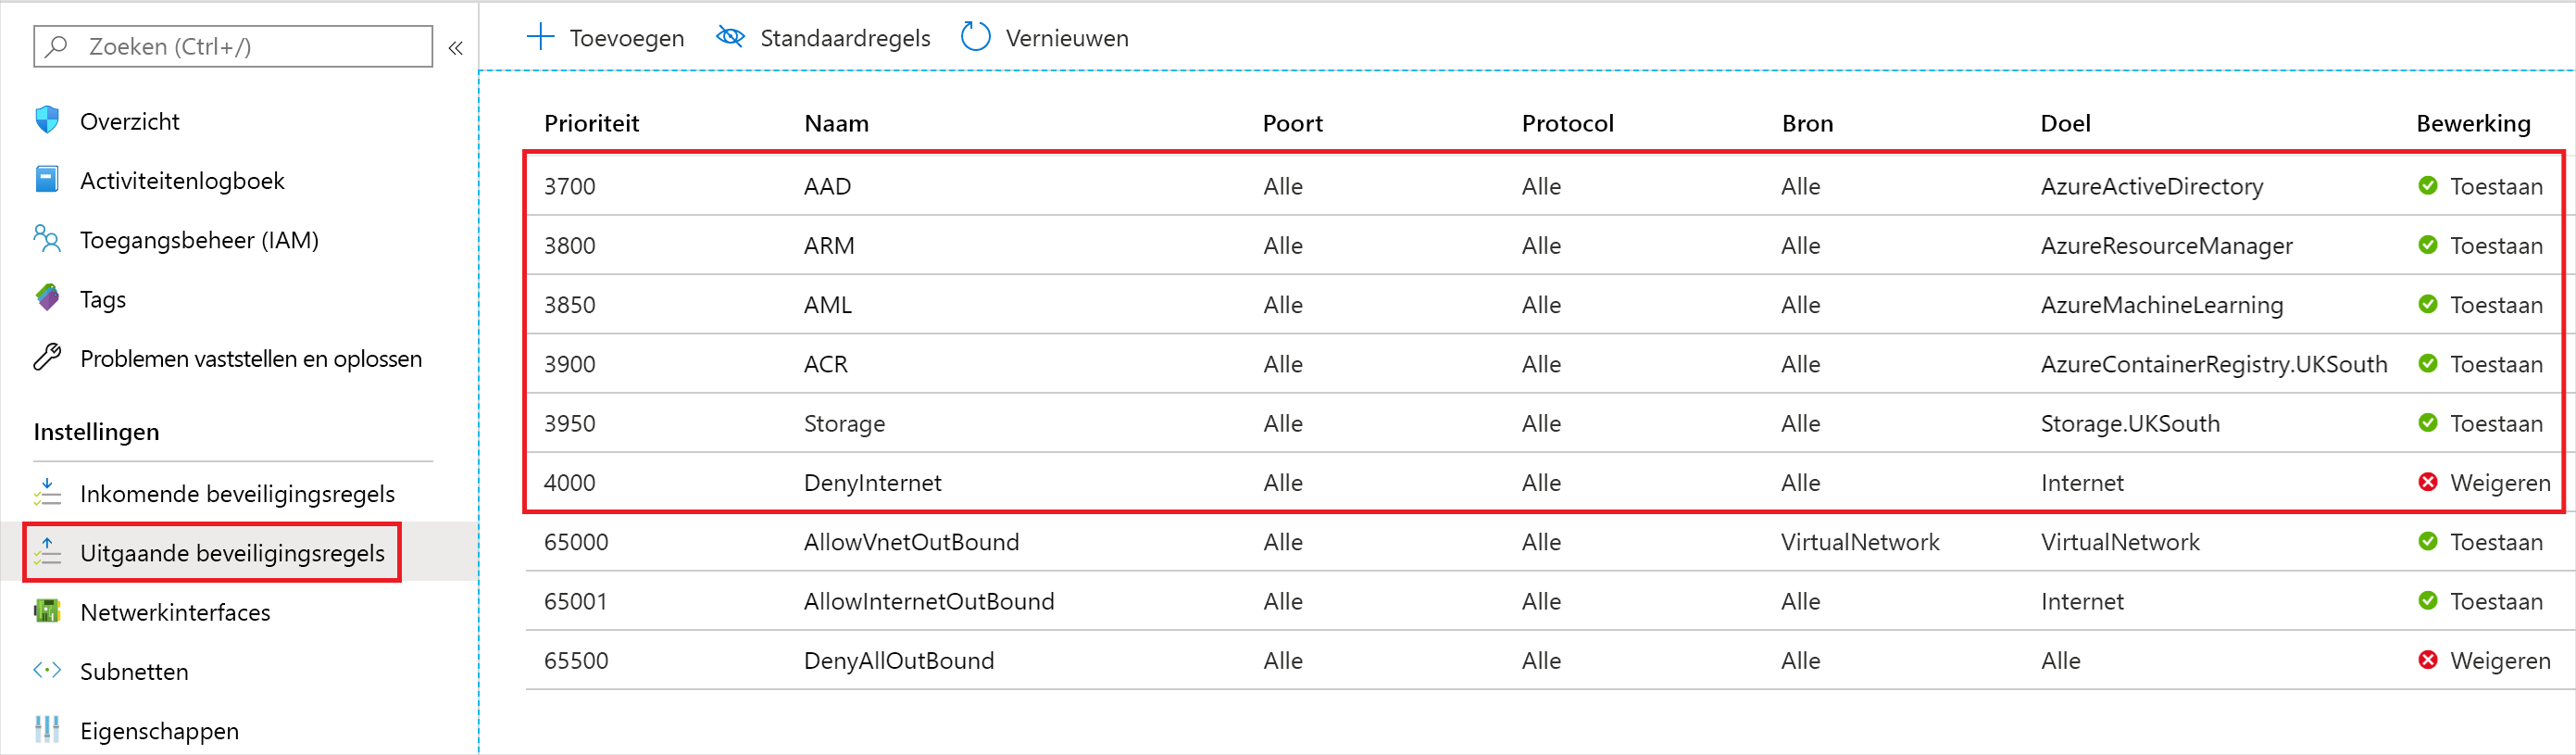 Zoeken (Ctrl+/)
«
Overzicht
Activiteitenlogboek
Toegangsbeheer (IAM)
Tags
Problemen vaststellen en oplossen
Instellingen
Inkomende beveiligingsregels
Uitgaande beveiligingsregels
Netwerkinterfaces
Subnetten
Eigenschappen
Toevoegen Standaardregels Vernieuwen
Prioriteit Naam Poort Protocol Bron Doel Bewerking
3700 AAD Alle Alle Alle AzureActiveDirectory Toestaan
3800 ARM Alle Alle Alle AzureResourceManager Toestaan
3850 AML Alle Alle Alle AzureMachineLearning Toestaan
3900 ACR Alle Alle Alle AzureContainerRegistry.UKSouth Toestaan
3950 Storage Alle Alle Alle Storage.UKSouth Toestaan
4000 DenyInternet Alle Alle Alle Internet Weigeren
65000 AllowVnetOutBound Alle Alle VirtualNetwork VirtualNetwork Toestaan
65001 AllowInternetOutBound Alle Alle Alle Internet Toestaan
65500 DenyAllOutBound Alle Alle Alle Alle Weigeren